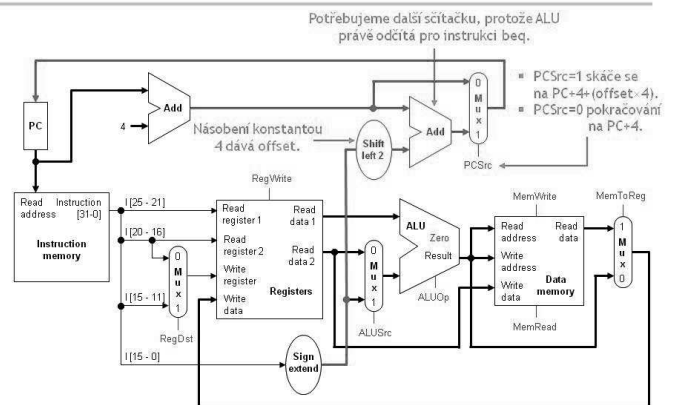 Potřebujeme další sčítačku, protože ALU
právě odčítá pro instrukci beq.
▪ PCSrc=1 skáče se
na PC+4+(offset×4).
▪ PCSrc=0 pokračování
na PC+4.
0
M
u
x
1
PCSrc
Add
Add
PC
4
Násobení konstantou
4 dává offset.
Shift
left 2
RegWrite
MemWrite
MemToReg
Read
address
Instruction
[31-0]
Instruction
memory
I [25 - 21]
I [20 - 16]
I [15 - 11]
I [15 - 0]
0
M
u
x
1
RegDst
Read
register 1
Read
data 1
Read
register 2
Read
data 2
Write
register
Write
data
Registers
0
M
u
x
1
ALUSrc
ALU
Zero
Result
ALUOp
Read
address
Read
data
Write
address
Write
data
Data
memory
MemRead
1
M
u
x
0
Sign
extend